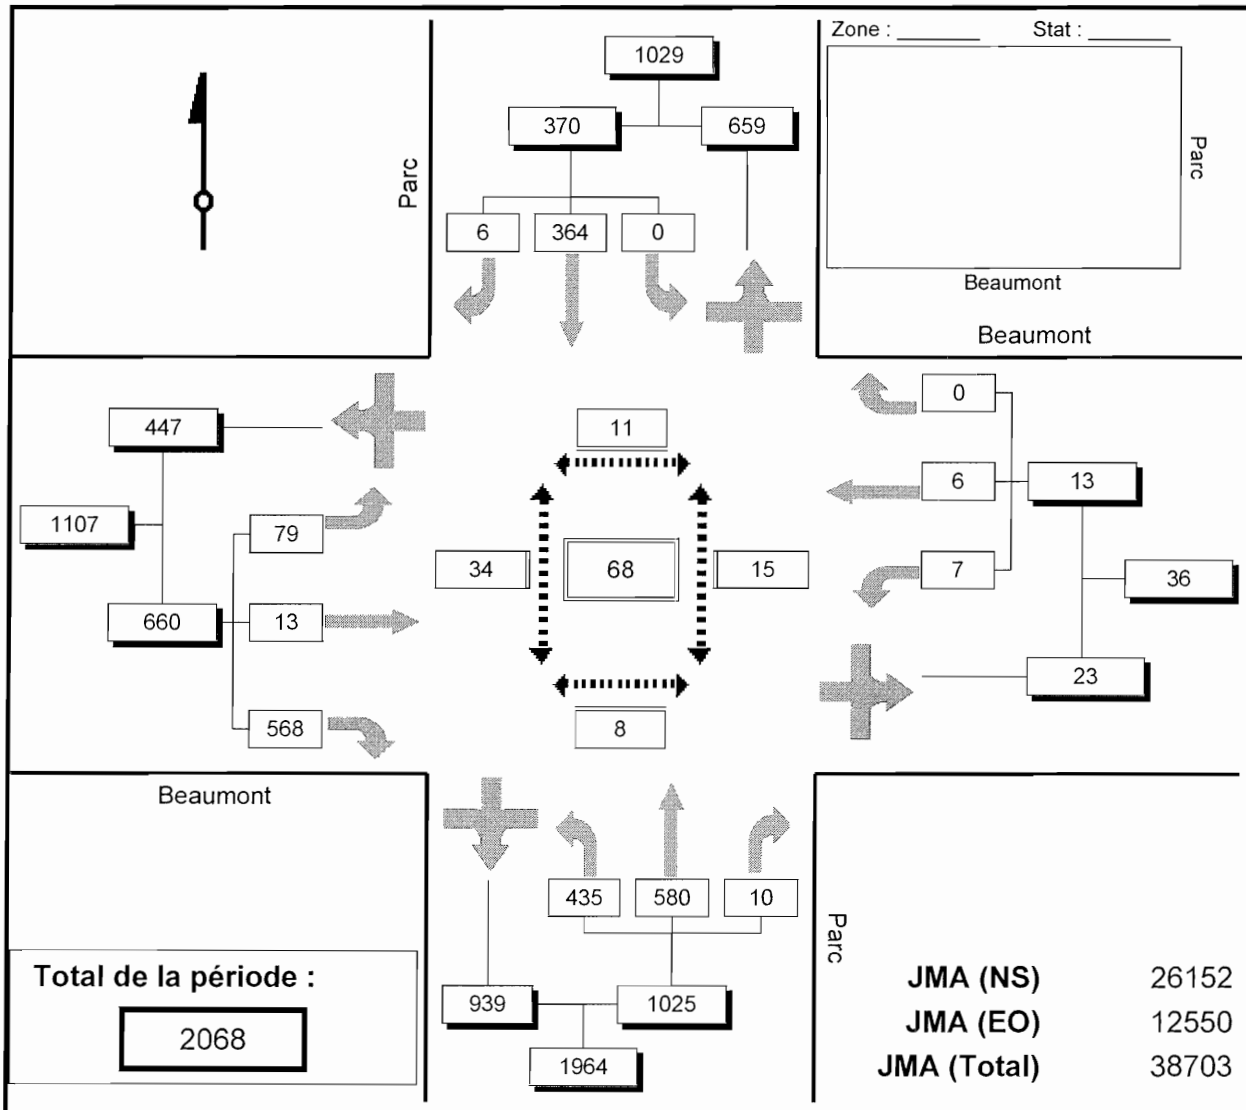 Zone : Stat :
1029
370 659
Parc
Parc
6 364 0
Beaumont
Beaumont
0
447
11
6 13
1107
79
34 68 15
7
36
660 13
23
568
8
Beaumont
435 580 10
Parc
Total de la période :
JMA (NS) 26152
939 1025
JMA (EO) 12550
2068
1964
JMA (Total) 38703